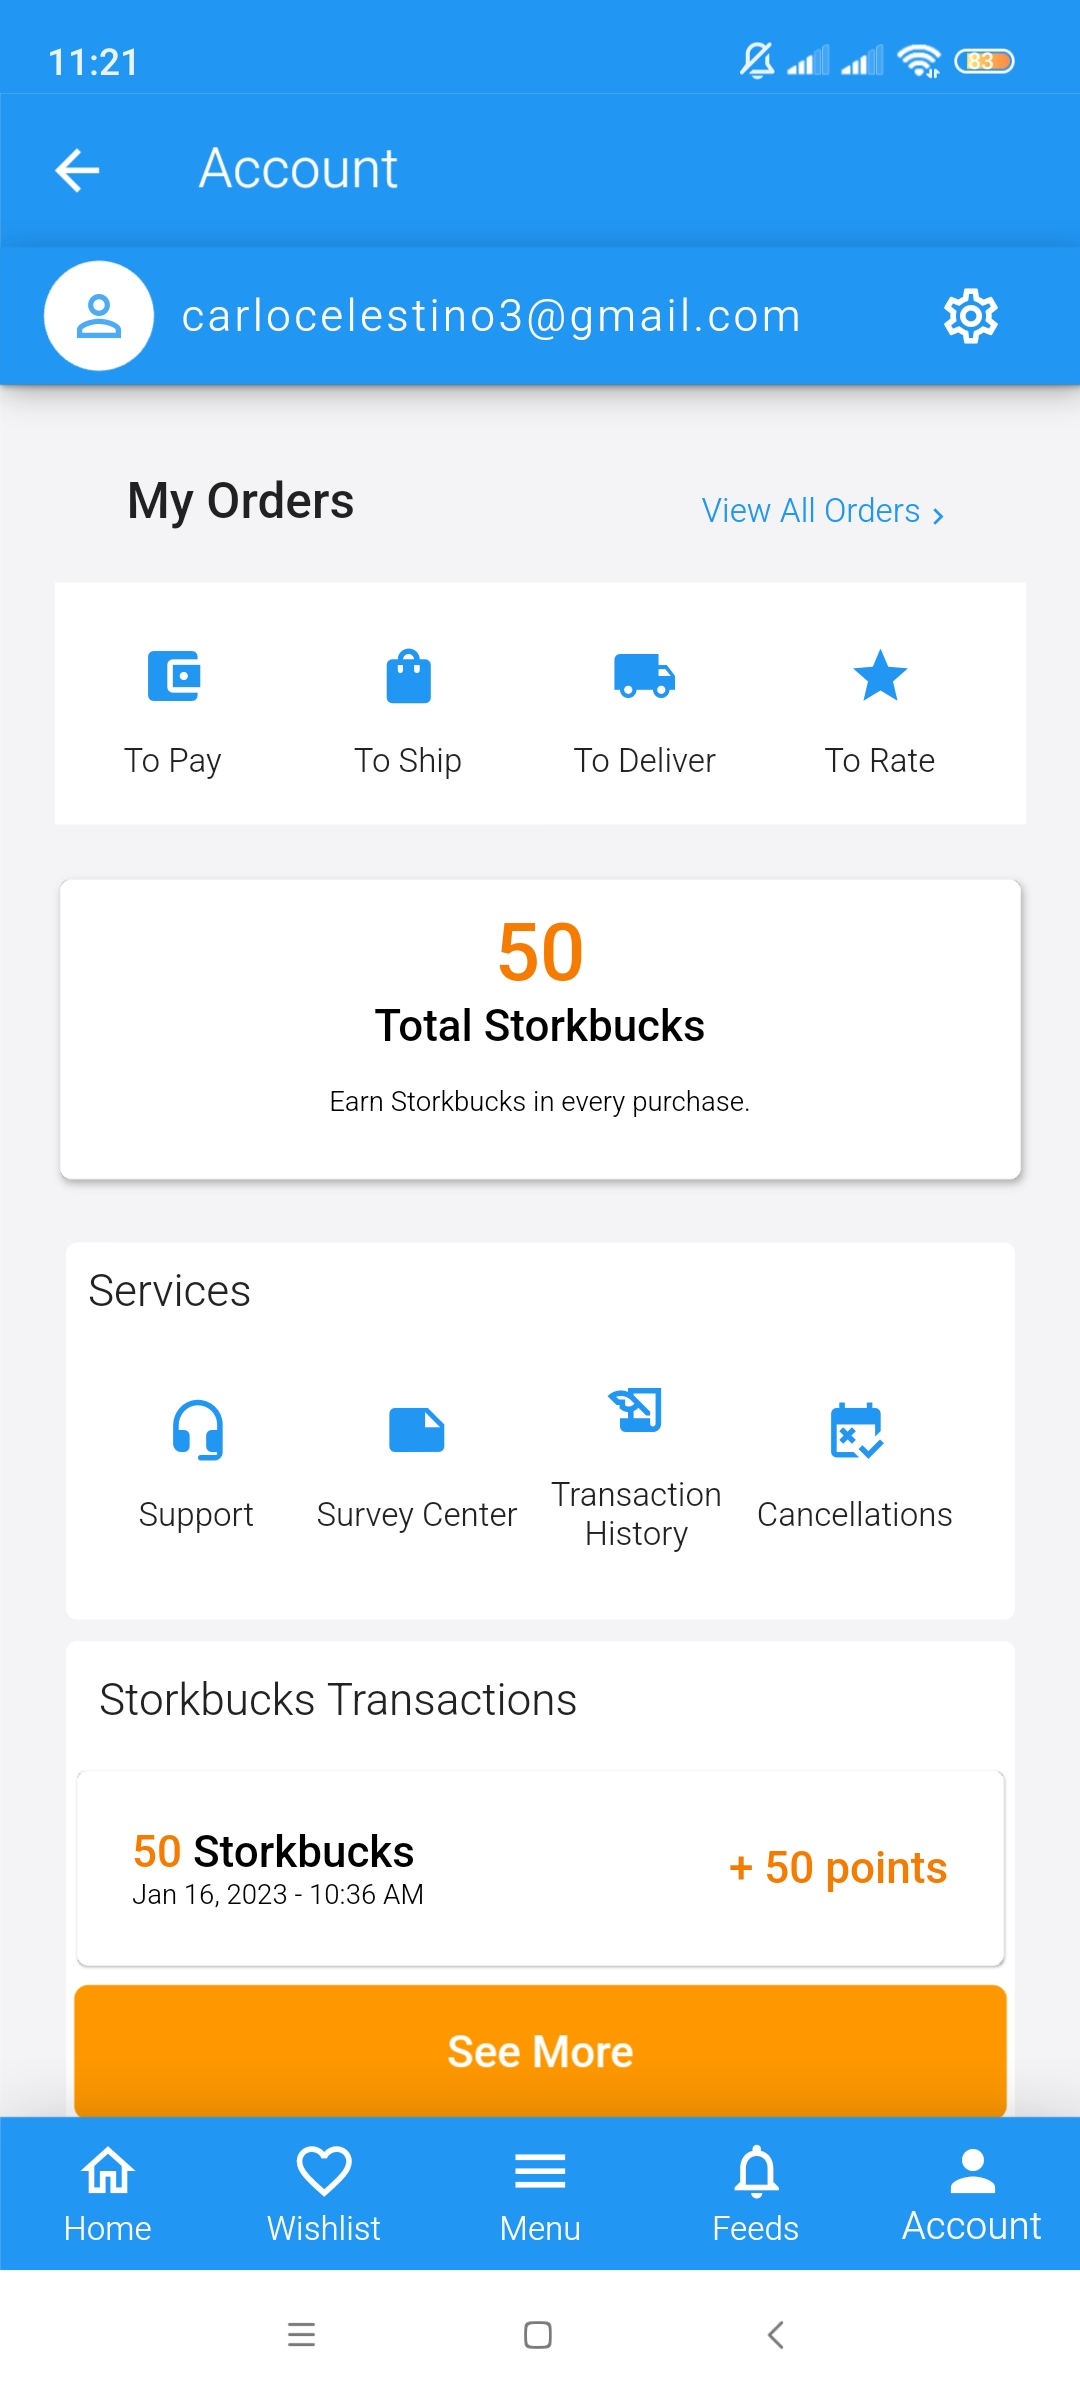 11:21
83
Account
carlocelestino3@gmail.com
My Orders
View All Orders
To Pay
To Ship
To Deliver
To Rate
50
Total Storkbucks
Earn Storkbucks in every purchase.
Services
Support
Survey Center
Transaction
History
Cancellations
Storkbucks Transactions
50 Storkbucks
+ 50 points
Jan 16, 2023 - 10:36 AM
See More
Home
Wishlist
Menu
Feeds
Account